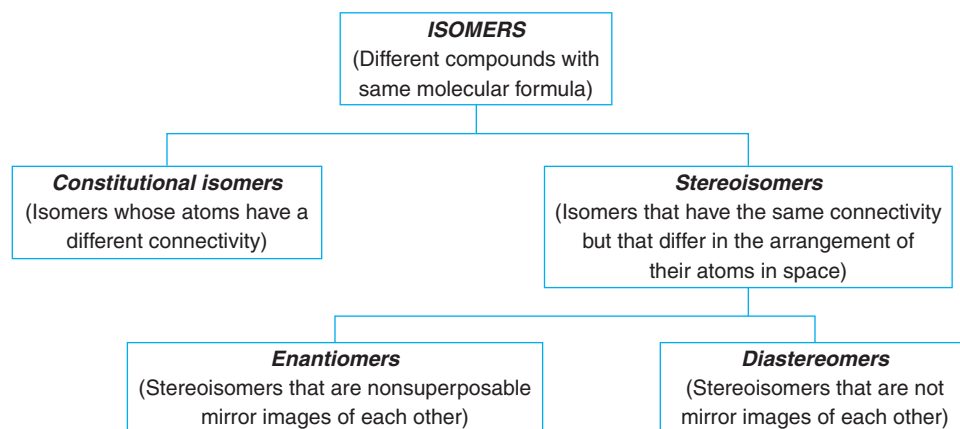 ISOMERS
(Different compounds with
same molecular formula)
Constitutional isomers
(Isomers whose atoms have a
different connectivity)
Stereoisomers
(Isomers that have the same connectivity
but that differ in the arrangement of
their atoms in space)
Enantiomers
(Stereoisomers that are nonsuperposable
mirror images of each other)
Diastereomers
(Stereoisomers that are not
mirror images of each other)